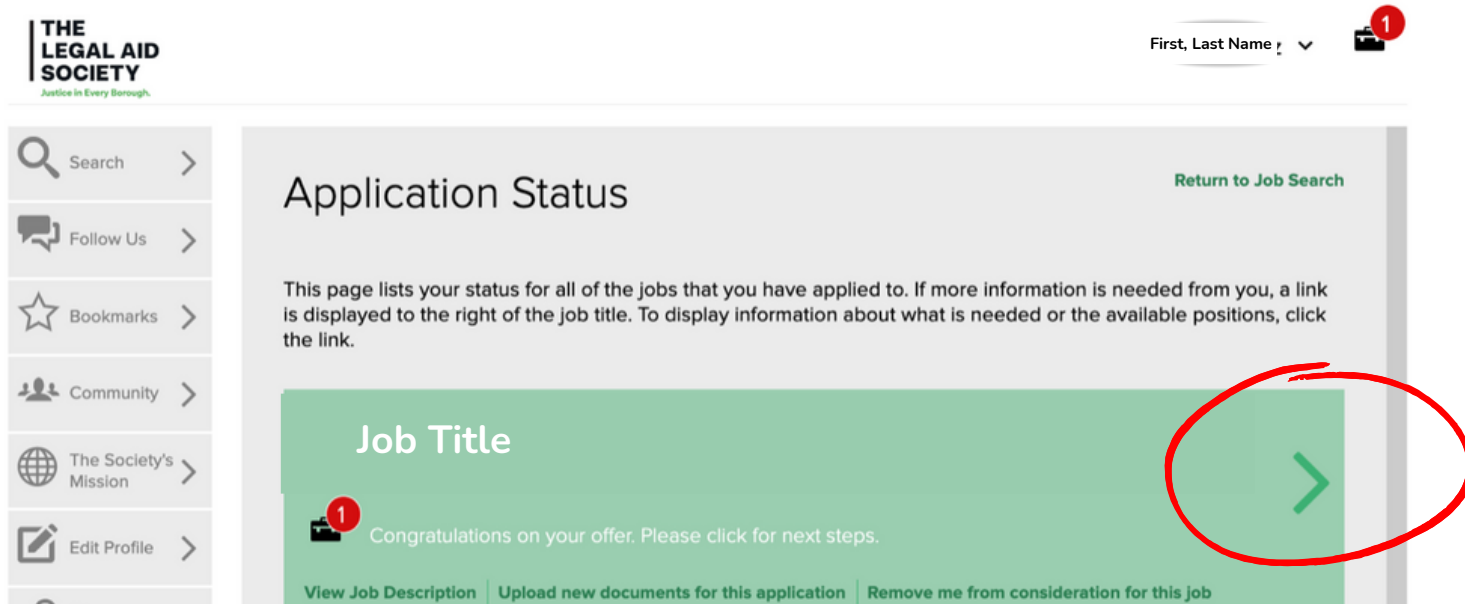 THE
LEGAL AID
SOCIETY
Justice in Every Borough.
First, Last Name
1
Search
Follow Us
Bookmarks
Community
The Society's
Mission
Edit Profile
Application Status
Return to Job Search
This page lists your status for all of the jobs that you have applied to. If more information is needed from you, a link
is displayed to the right of the job title. To display information about what is needed or the available positions, click
the link.
Job Title
1
Congratulations on your offer. Please click for next steps.
View Job Description Upload new documents for this application Remove me from consideration for this job